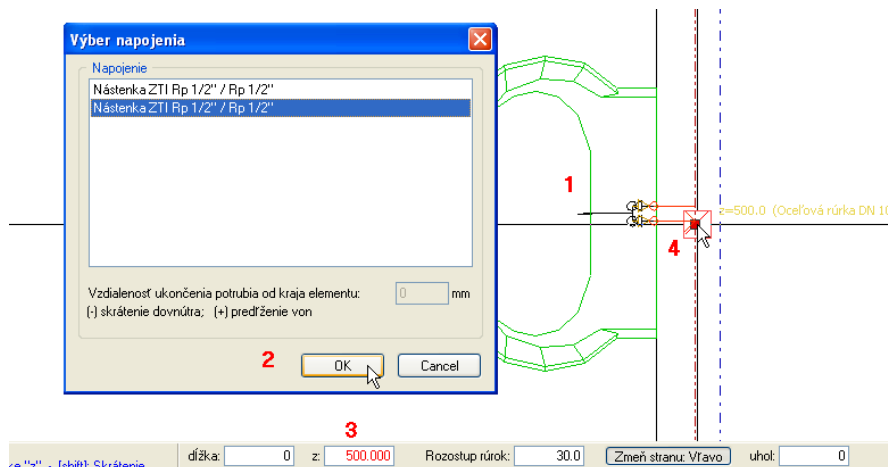 Výber napojenia
Napojenie
Nástenka ZTI Rp 1/2" / Rp 1/2"
Nástenka ZTI Rp 1/2" / Rp 1/2"
Vzdialenosť ukončenia potrubia od kraja elementu: 0 mm
(-) skrátenie dovnútra; (+) predľženie von
2
OK
Cancel
1
z=500.0 (Oceľová rúrka DN
4
3
"z" - [shift]: Skrátenie
dĺžka: 0
z: 500.000
Rozostup rúrok: 30.0
Zmeň stranu: Vľavo
uhol: 0